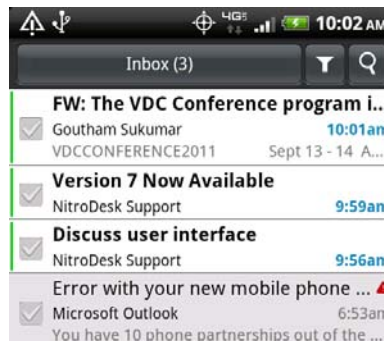 4G 10:02 AM
Inbox (3)
FW: The VDC Conference program i...
Goutham Sukumar 10:01am
VDCCONFERENCE2011 Sept 13 - 14 A...
Version 7 Now Available
NitroDesk Support 9:59am
Discuss user interface
NitroDesk Support 9:56am
Error with your new mobile phone ...
Microsoft Outlook 6:53am
You have 10 phone partnerships out of the ...